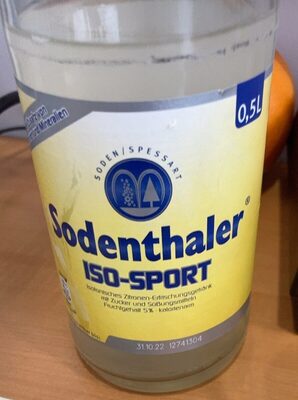 0,5L
Mineralien
SODEN/SPESSART
Sodenthaler®
ISO-SPORT
Isotonisches Zitronen-Erfrischungsgetränk
mit Zucker und Süßungsmitteln
Fruchtgehalt 5% · kalorienarm
31.10.22 · 12741304